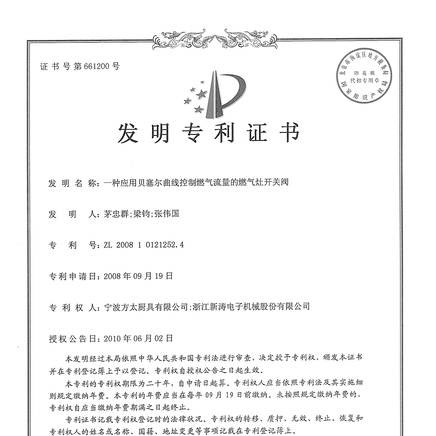 证书号第661200号
发明专利证书
发明名称：一种应用贝塞尔曲线控制燃气流量的燃气灶开关阀
发明人：茅忠群;梁钧;张伟国
专利号：ZL 2008 1 0121252.4
专利申请日：2008年09月19日
专利权人：宁波方太厨具有限公司;浙江新涛电子机械股份有限公司
授权公告日：2010年06月02日
本发明经过本局依照中华人民共和国专利法进行审查，决定授予专利权，颁发本证书
并在专利登记簿上予以登记。专利权自授权公告之日起生效。
本专利的专利权期限为二十年，自申请日起算。专利权人应当依照专利法及其实施细
则规定缴纳年费。本专利的年费应当在每年09月19日前缴纳。未按照规定缴纳年费的，
专利权自应当缴纳年费期满之日起终止。
专利证书记载专利权登记时的法律状况。专利权的转移、质押、无效、终止、恢复和
专利权人的姓名或名称、国籍、地址变更等事项记载在专利登记簿上。